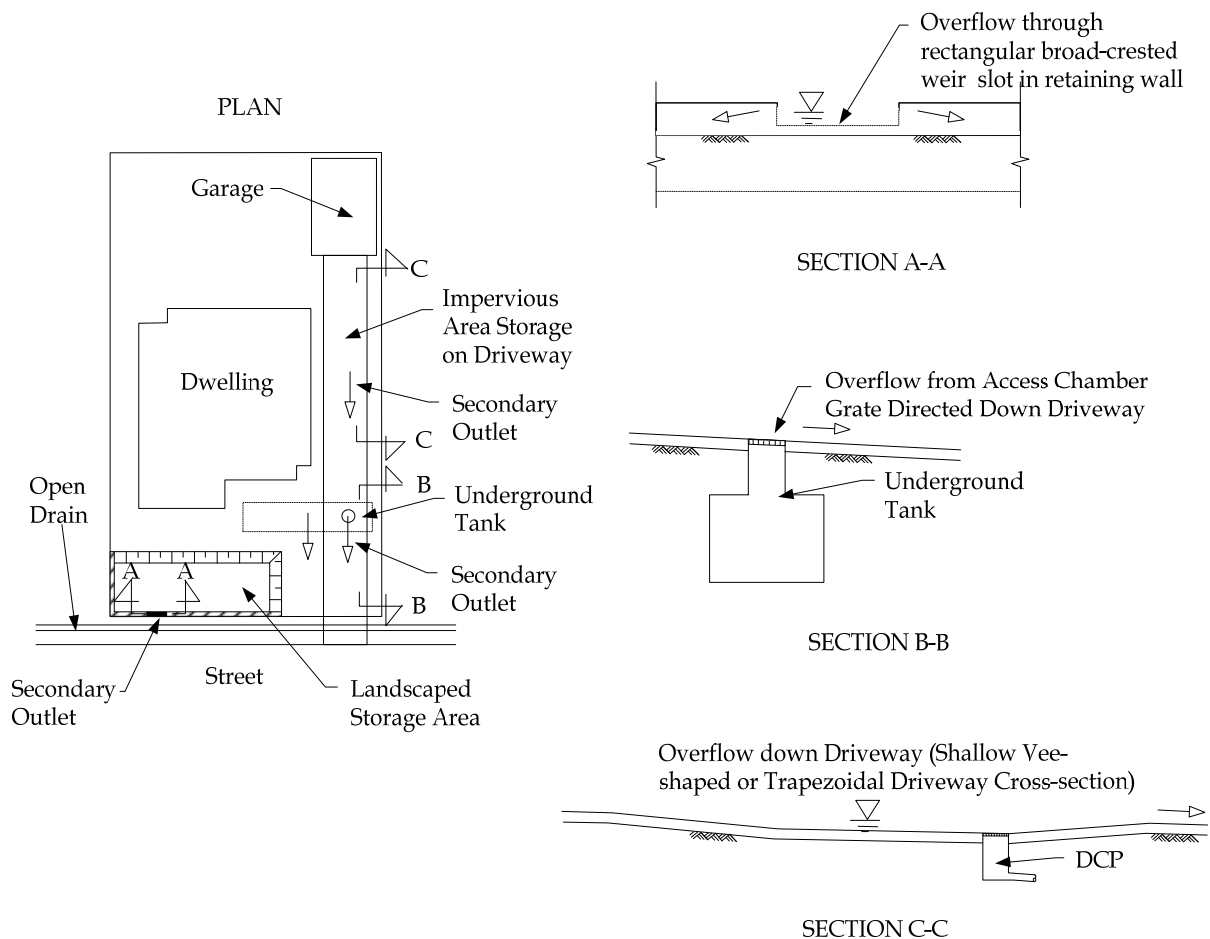 PLAN
Garage
C
Impervious
Area Storage
on Driveway
Dwelling
Secondary
Outlet
C
B
Open
Drain
Underground
Tank
A A
Secondary
Outlet
B
Street
Secondary
Outlet
Landscaped
Storage Area
Overflow through
rectangular broad-crested
weir slot in retaining wall
SECTION A-A
Overflow from Access Chamber
Grate Directed Down Driveway
Underground
Tank
SECTION B-B
Overflow down Driveway (Shallow Vee-
shaped or Trapezoidal Driveway Cross-section)
DCP
SECTION C-C